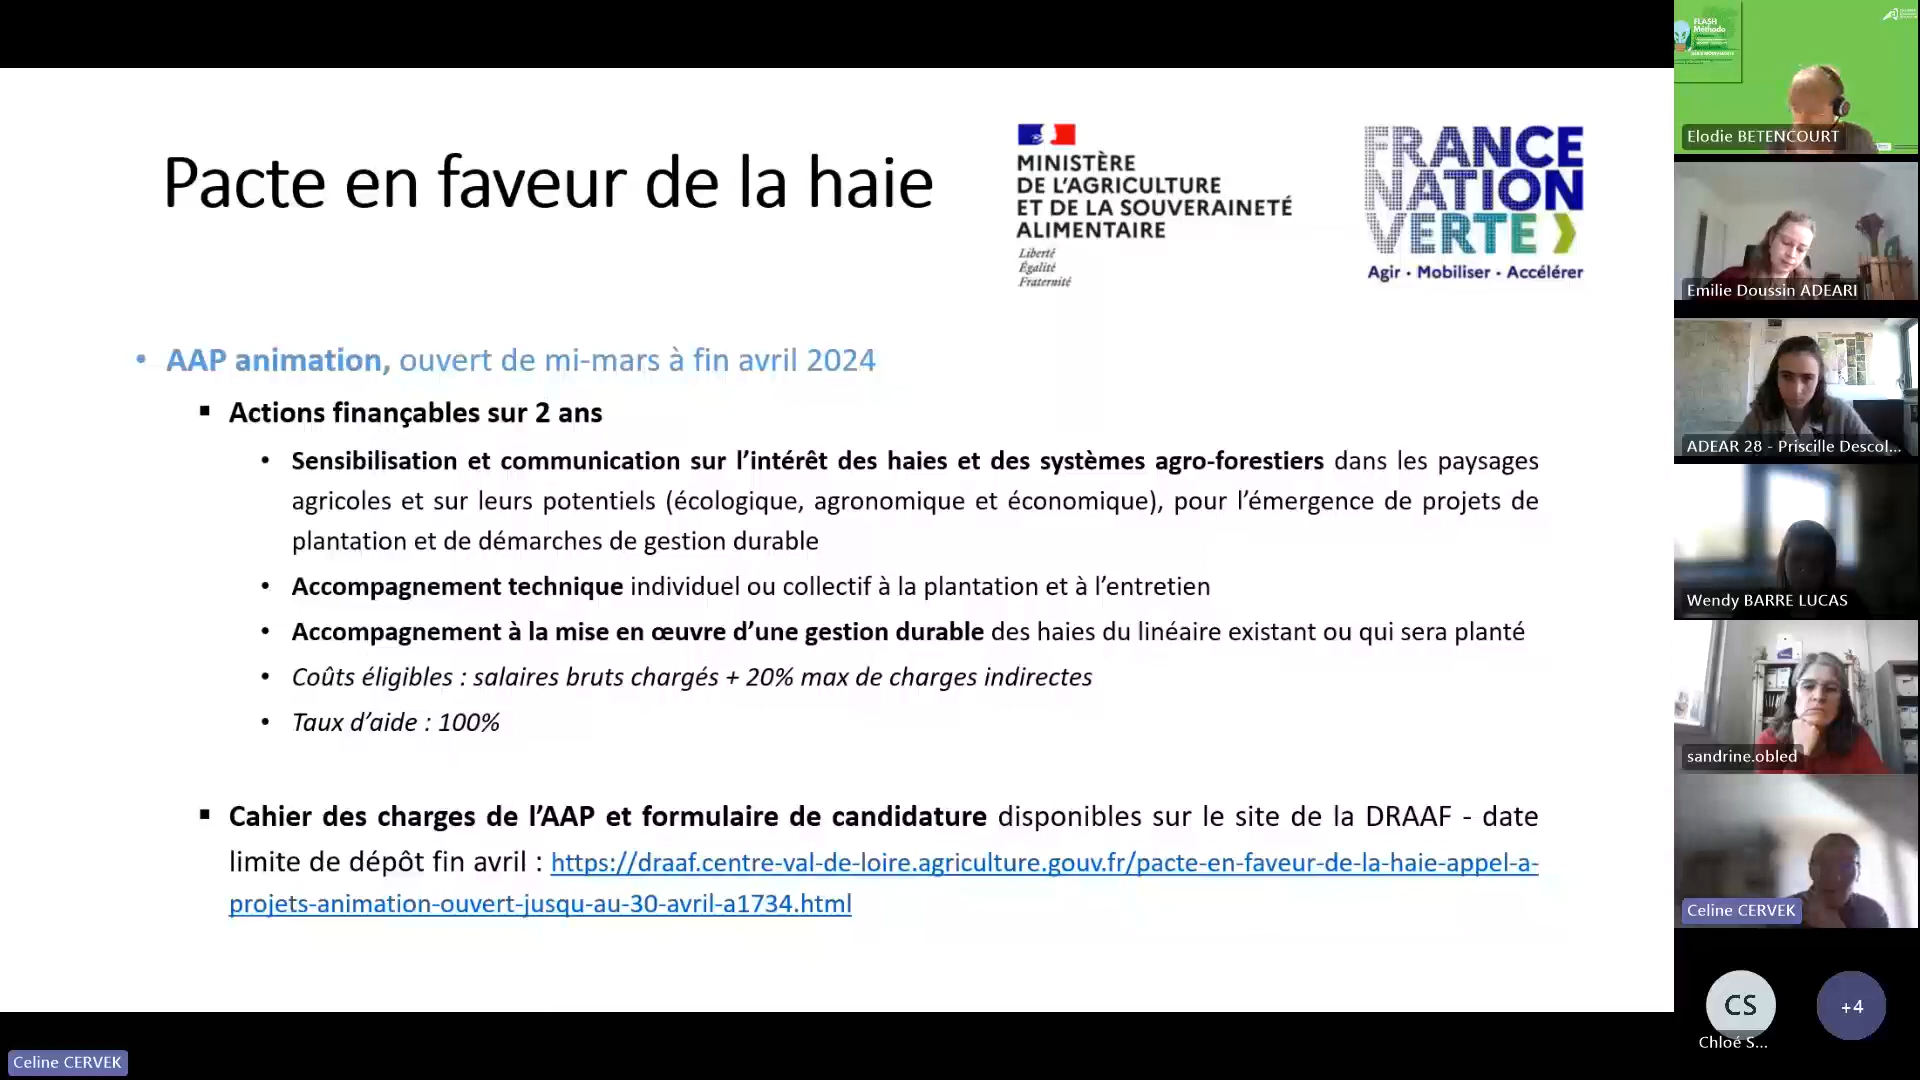 Pacte en faveur de la haie
MINISTÈRE
DE L'AGRICULTURE
ET DE LA SOUVERAINETÉ
ALIMENTAIRE
Liberté
Égalité
Fraternité
FRANCE
NATION
VERTE
Agir · Mobiliser · Accélérer
• AAP animation, ouvert de mi-mars à fin avril 2024
▪ Actions finançables sur 2 ans
• Sensibilisation et communication sur l’intérêt des haies et des systèmes agro-forestiers dans les paysages
agricoles et sur leurs potentiels (écologique, agronomique et économique), pour l’émergence de projets de
plantation et de démarches de gestion durable
• Accompagnement technique individuel ou collectif à la plantation et à l’entretien
• Accompagnement à la mise en œuvre d’une gestion durable des haies du linéaire existant ou qui sera planté
• Coûts éligibles : salaires bruts chargés + 20% max de charges indirectes
• Taux d’aide : 100%
▪ Cahier des charges de l’AAP et formulaire de candidature disponibles sur le site de la DRAAF - date
limite de dépôt fin avril : https://draaf.centre-val-de-loire.agriculture.gouv.fr/pacte-en-faveur-de-la-haie-appel-a-
projets-animation-ouvert-jusqu-au-30-avril-a1734.html
Celine CERVEK
FLASH
Méthodo
Elodie BETENCOURT
Emilie Doussin ADEARI
ADEAR 28 - Priscille Descol...
Wendy BARRE LUCAS
sandrine.obled
Celine CERVEK
CS
Chloé S...
+4